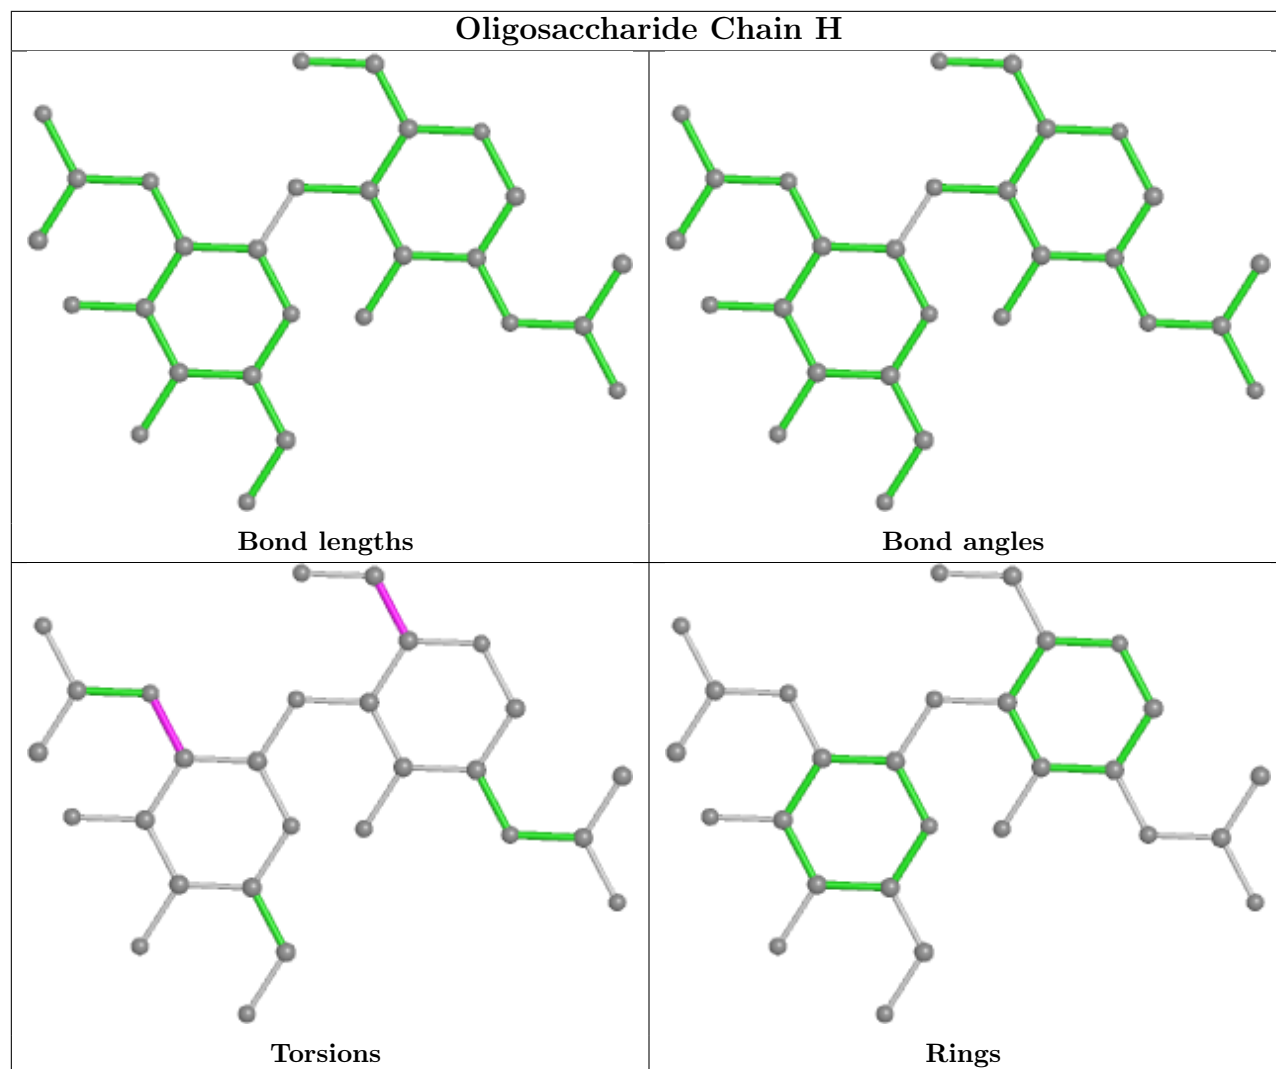 Oligosaccharide Chain H
Bond lengths
Bond angles
Torsions
Rings